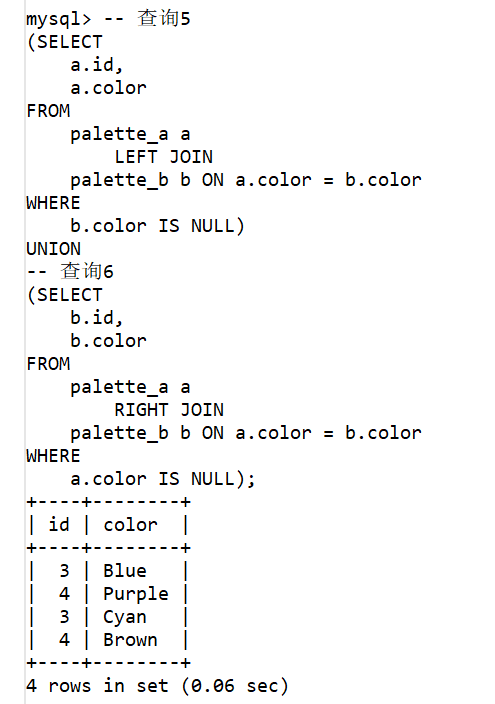 mysql> -- 查询5
(SELECT
    a.id,
    a.color
FROM
    palette_a a
        LEFT JOIN
    palette_b b ON a.color = b.color
WHERE
    b.color IS NULL)
UNION
-- 查询6
(SELECT
    b.id,
    b.color
FROM
    palette_a a
        RIGHT JOIN
    palette_b b ON a.color = b.color
WHERE
    a.color IS NULL);
+----+--------+
| id | color  |
+----+--------+
|  3 | Blue   |
|  4 | Purple |
|  3 | Cyan   |
|  4 | Brown  |
+----+--------+
4 rows in set (0.06 sec)